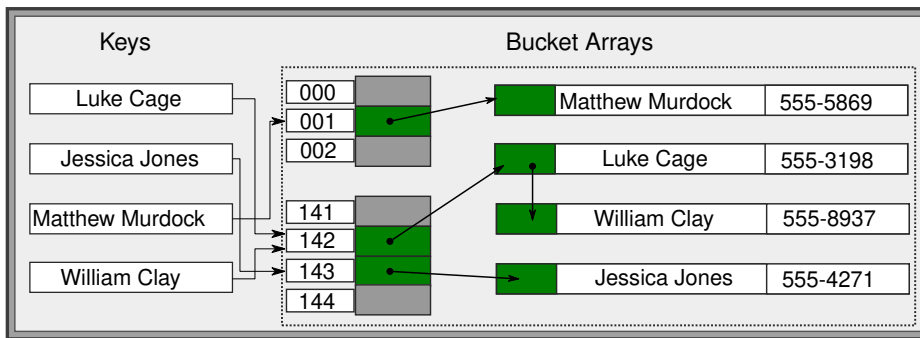 Keys
Bucket Arrays
Luke Cage
Jessica Jones
Matthew Murdock
William Clay
000
001
002
141
142
143
144
Matthew Murdock 555-5869
Luke Cage 555-3198
William Clay 555-8937
Jessica Jones 555-4271